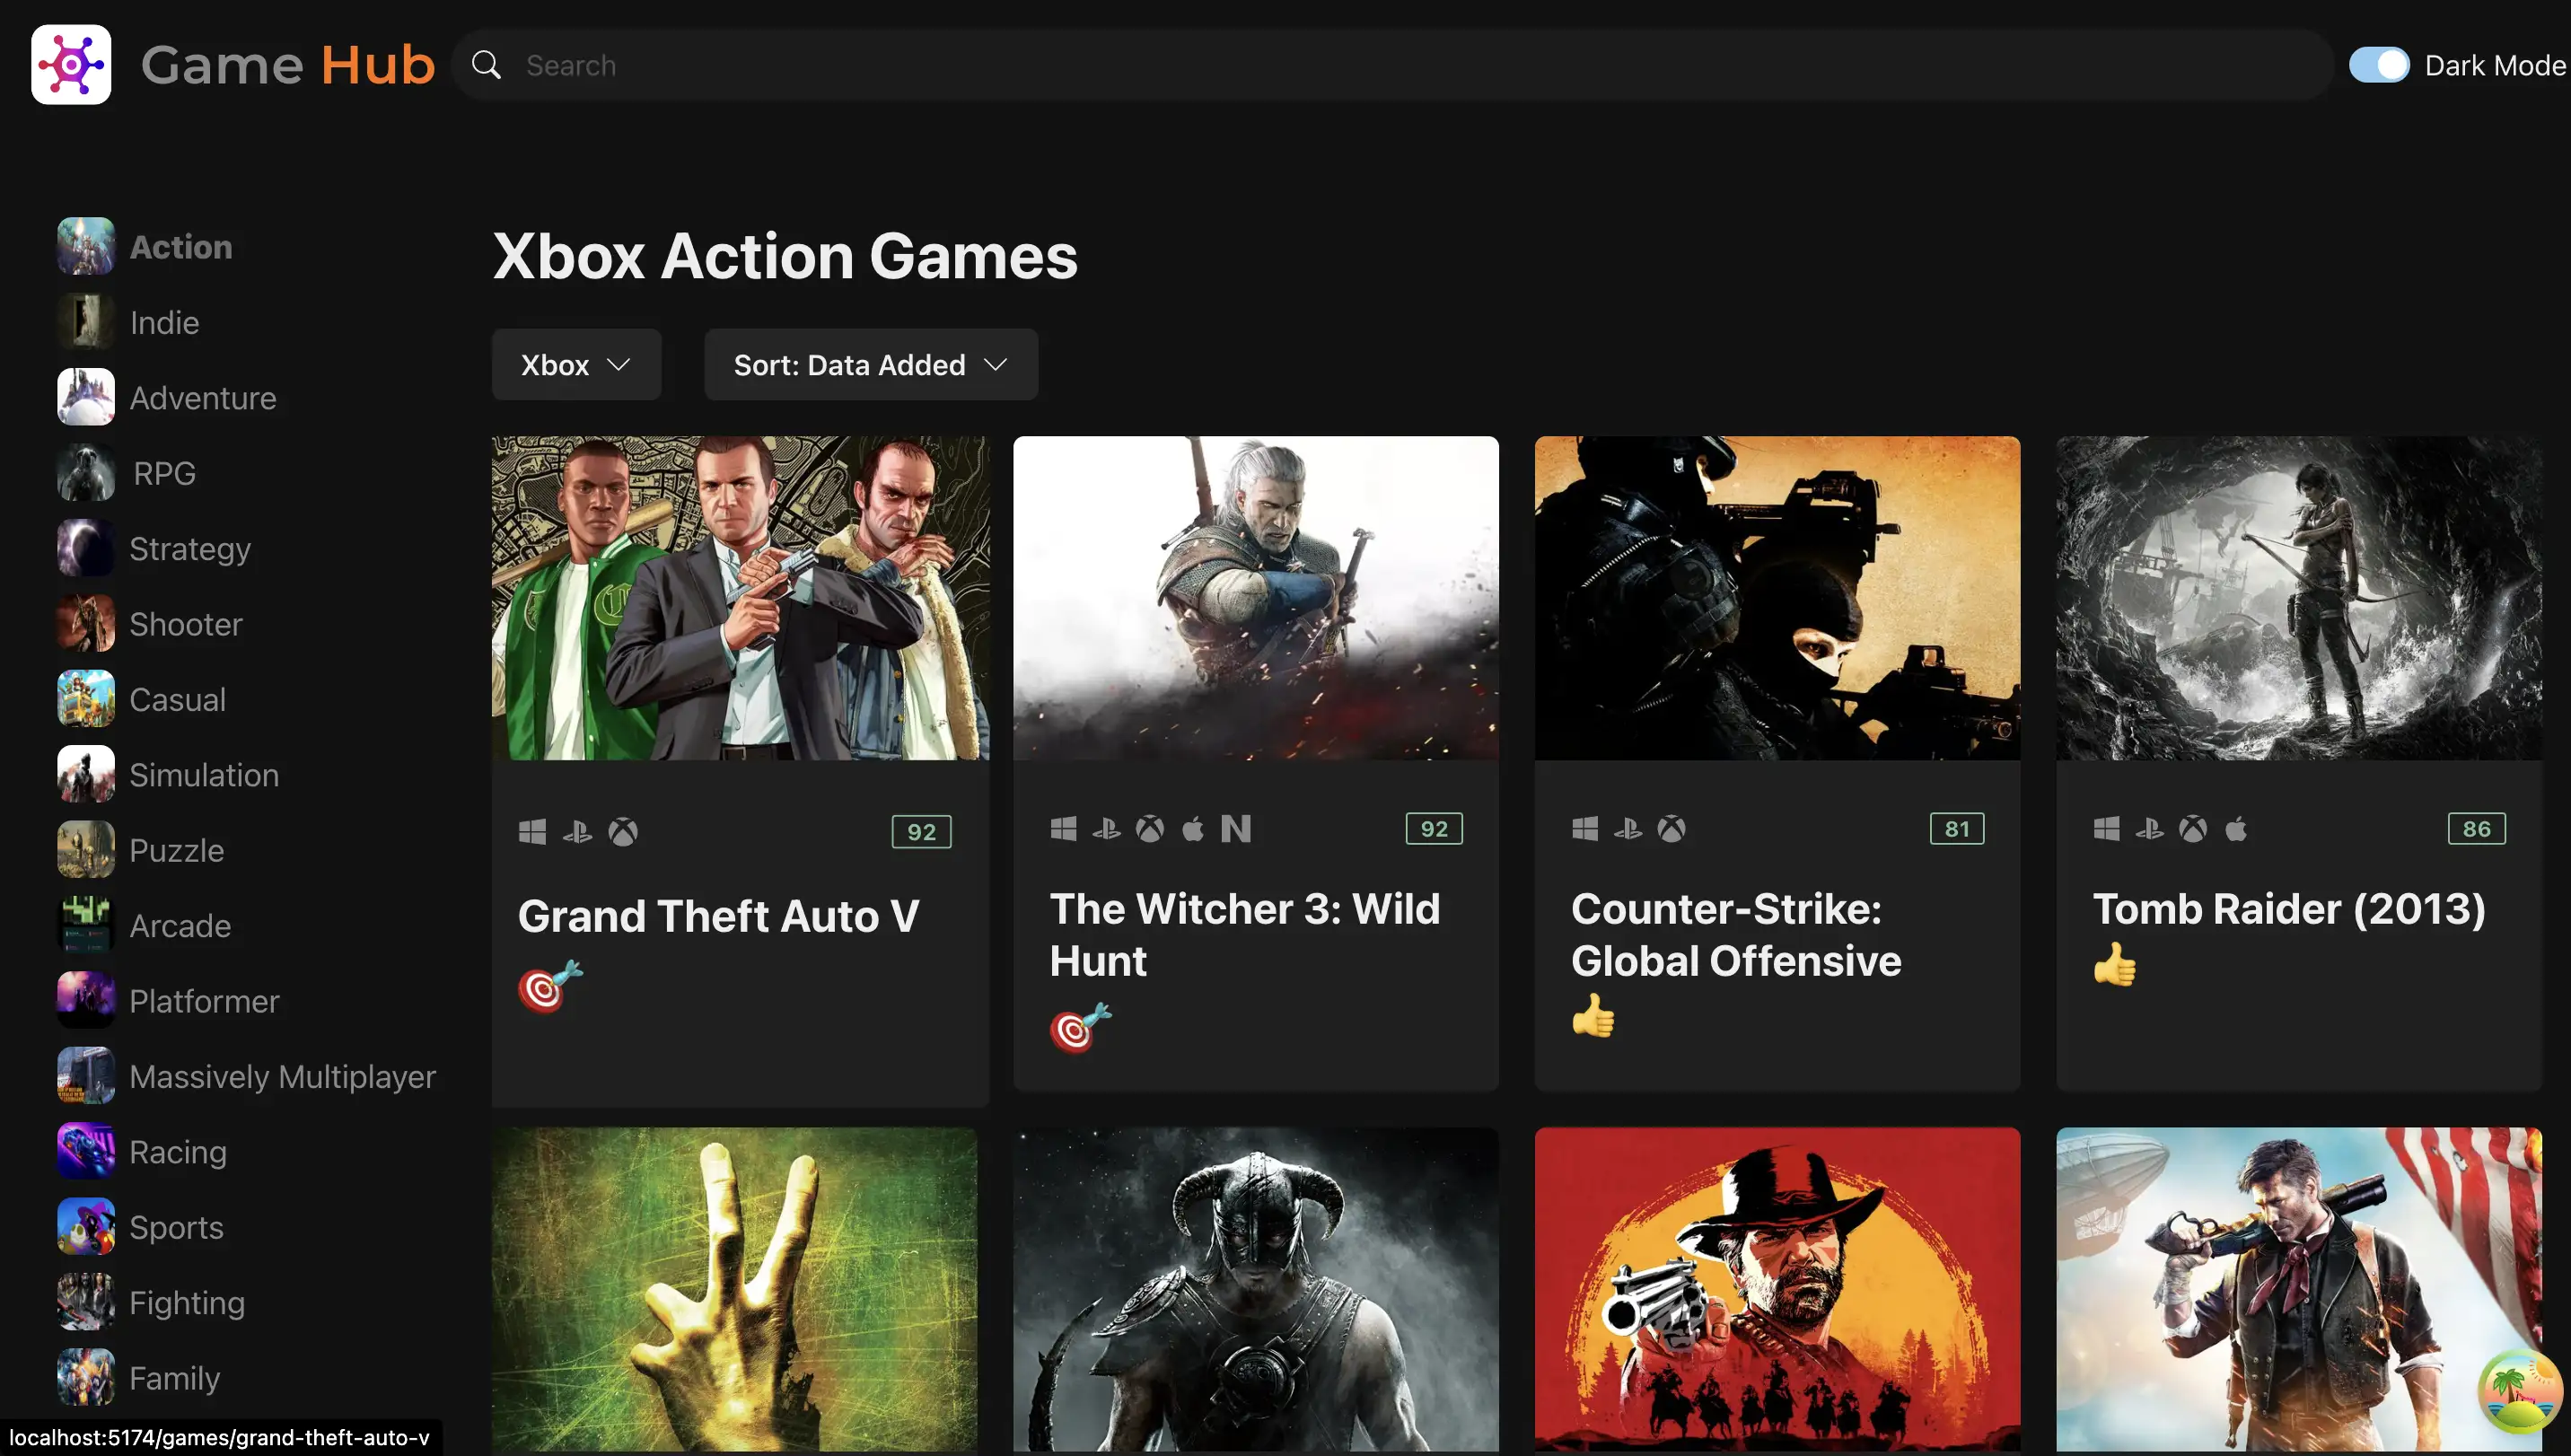 Game Hub
Search
Dark Mode
Action
Indie
Adventure
RPG
Strategy
Shooter
Casual
Simulation
Puzzle
Arcade
Platformer
Massively Multiplayer
Racing
Sports
Fighting
Family
Xbox Action Games
Xbox
Sort: Data Added
92
Grand Theft Auto V
92
The Witcher 3: Wild
Hunt
81
Counter-Strike:
Global Offensive
86
Tomb Raider (2013)
localhost:5174/games/grand-theft-auto-v